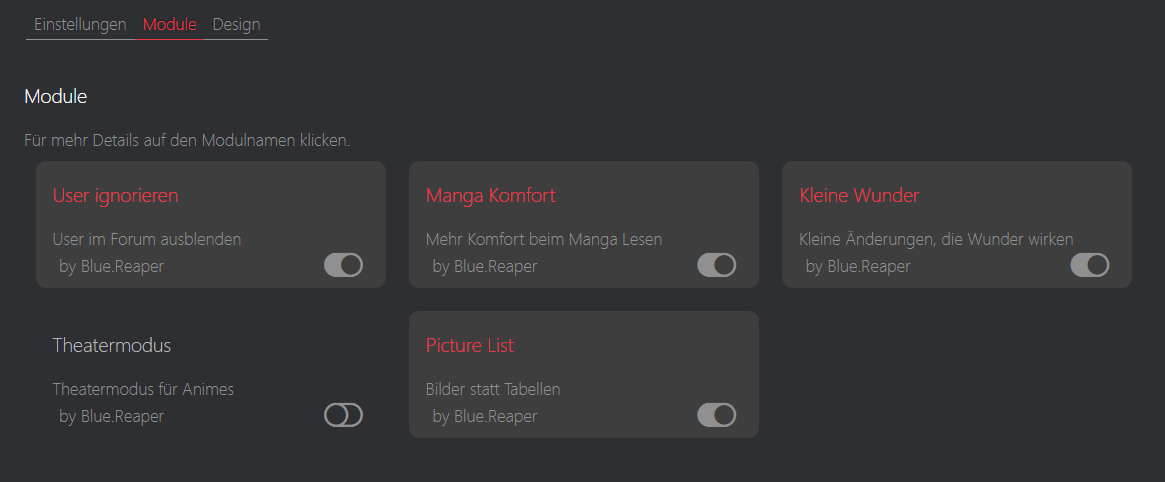 Einstellungen Module Design
Module
Für mehr Details auf den Modulnamen klicken.
User ignorieren
User im Forum ausblenden
by Blue.Reaper
Manga Komfort
Mehr Komfort beim Manga Lesen
by Blue.Reaper
Kleine Wunder
Kleine Änderungen, die Wunder wirken
by Blue.Reaper
Theatermodus
Theatermodus für Animes
by Blue.Reaper
Picture List
Bilder statt Tabellen
by Blue.Reaper